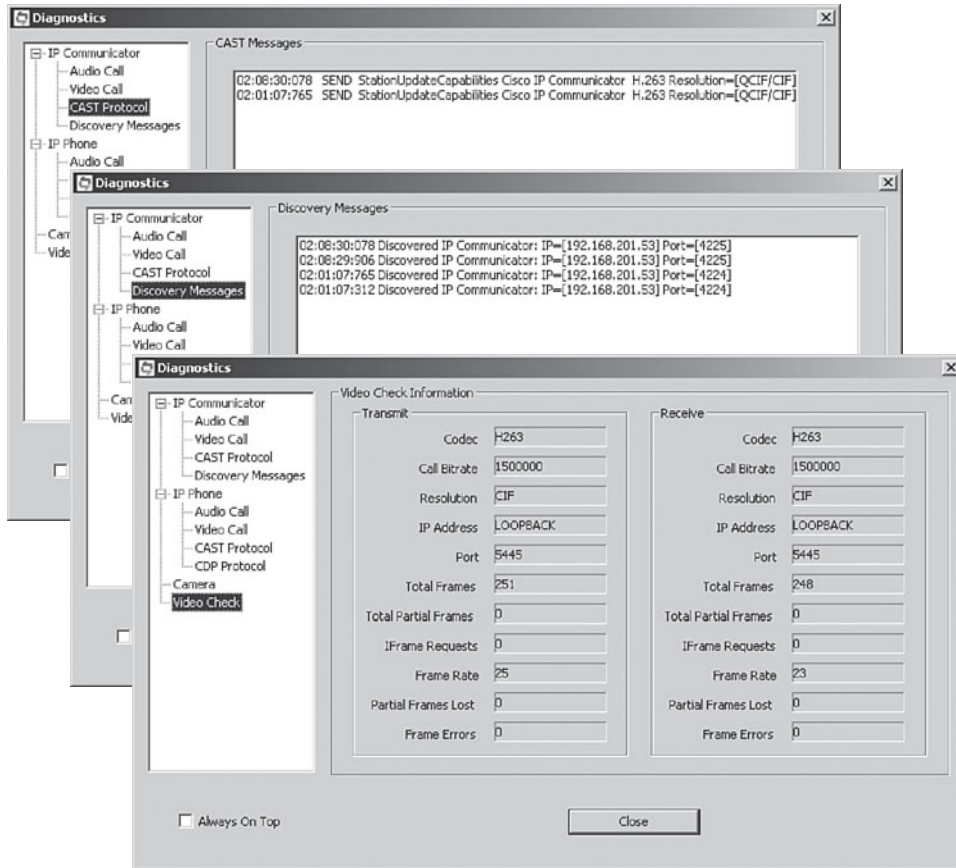 Diagnostics
IP Communicator
Audio Call
Video Call
CAST Protocol
Discovery Messages
IP Phone
Audio Call
CAST Messages
02:08:30:078 SEND StationUpdateCapabilities Cisco IP Communicator H.263 Resolution=[QCIF/CIF]
02:01:07:765 SEND StationUpdateCapabilities Cisco IP Communicator H.263 Resolution=[QCIF/CIF]
Diagnostics
IP Communicator
Audio Call
Video Call
CAST Protocol
Discovery Messages
IP Phone
Audio Call
Video Call
Discovery Messages
02:08:30:078 Discovered IP Communicator: IP=[192.168.201.53] Port=[4225]
02:08:29:906 Discovered IP Communicator: IP=[192.168.201.53] Port=[4225]
02:01:07:765 Discovered IP Communicator: IP=[192.168.201.53] Port=[4224]
02:01:07:312 Discovered IP Communicator: IP=[192.168.201.53] Port=[4224]
Diagnostics
IP Communicator
Audio Call
Video Call
CAST Protocol
Discovery Messages
IP Phone
Audio Call
Video Call
CAST Protocol
CDP Protocol
Camera
Video Check
Video Check Information
Transmit
Codec H263
Call Bitrate 1500000
Resolution CIF
IP Address LOOPBACK
Port 5445
Total Frames 251
Total Partial Frames 0
IFrame Requests 0
Frame Rate 25
Partial Frames Lost 0
Frame Errors 0
Receive
Codec H263
Call Bitrate 1500000
Resolution CIF
IP Address LOOPBACK
Port 5445
Total Frames 248
Total Partial Frames 0
IFrame Requests 0
Frame Rate 23
Partial Frames Lost 0
Frame Errors 0
Always On Top
Close